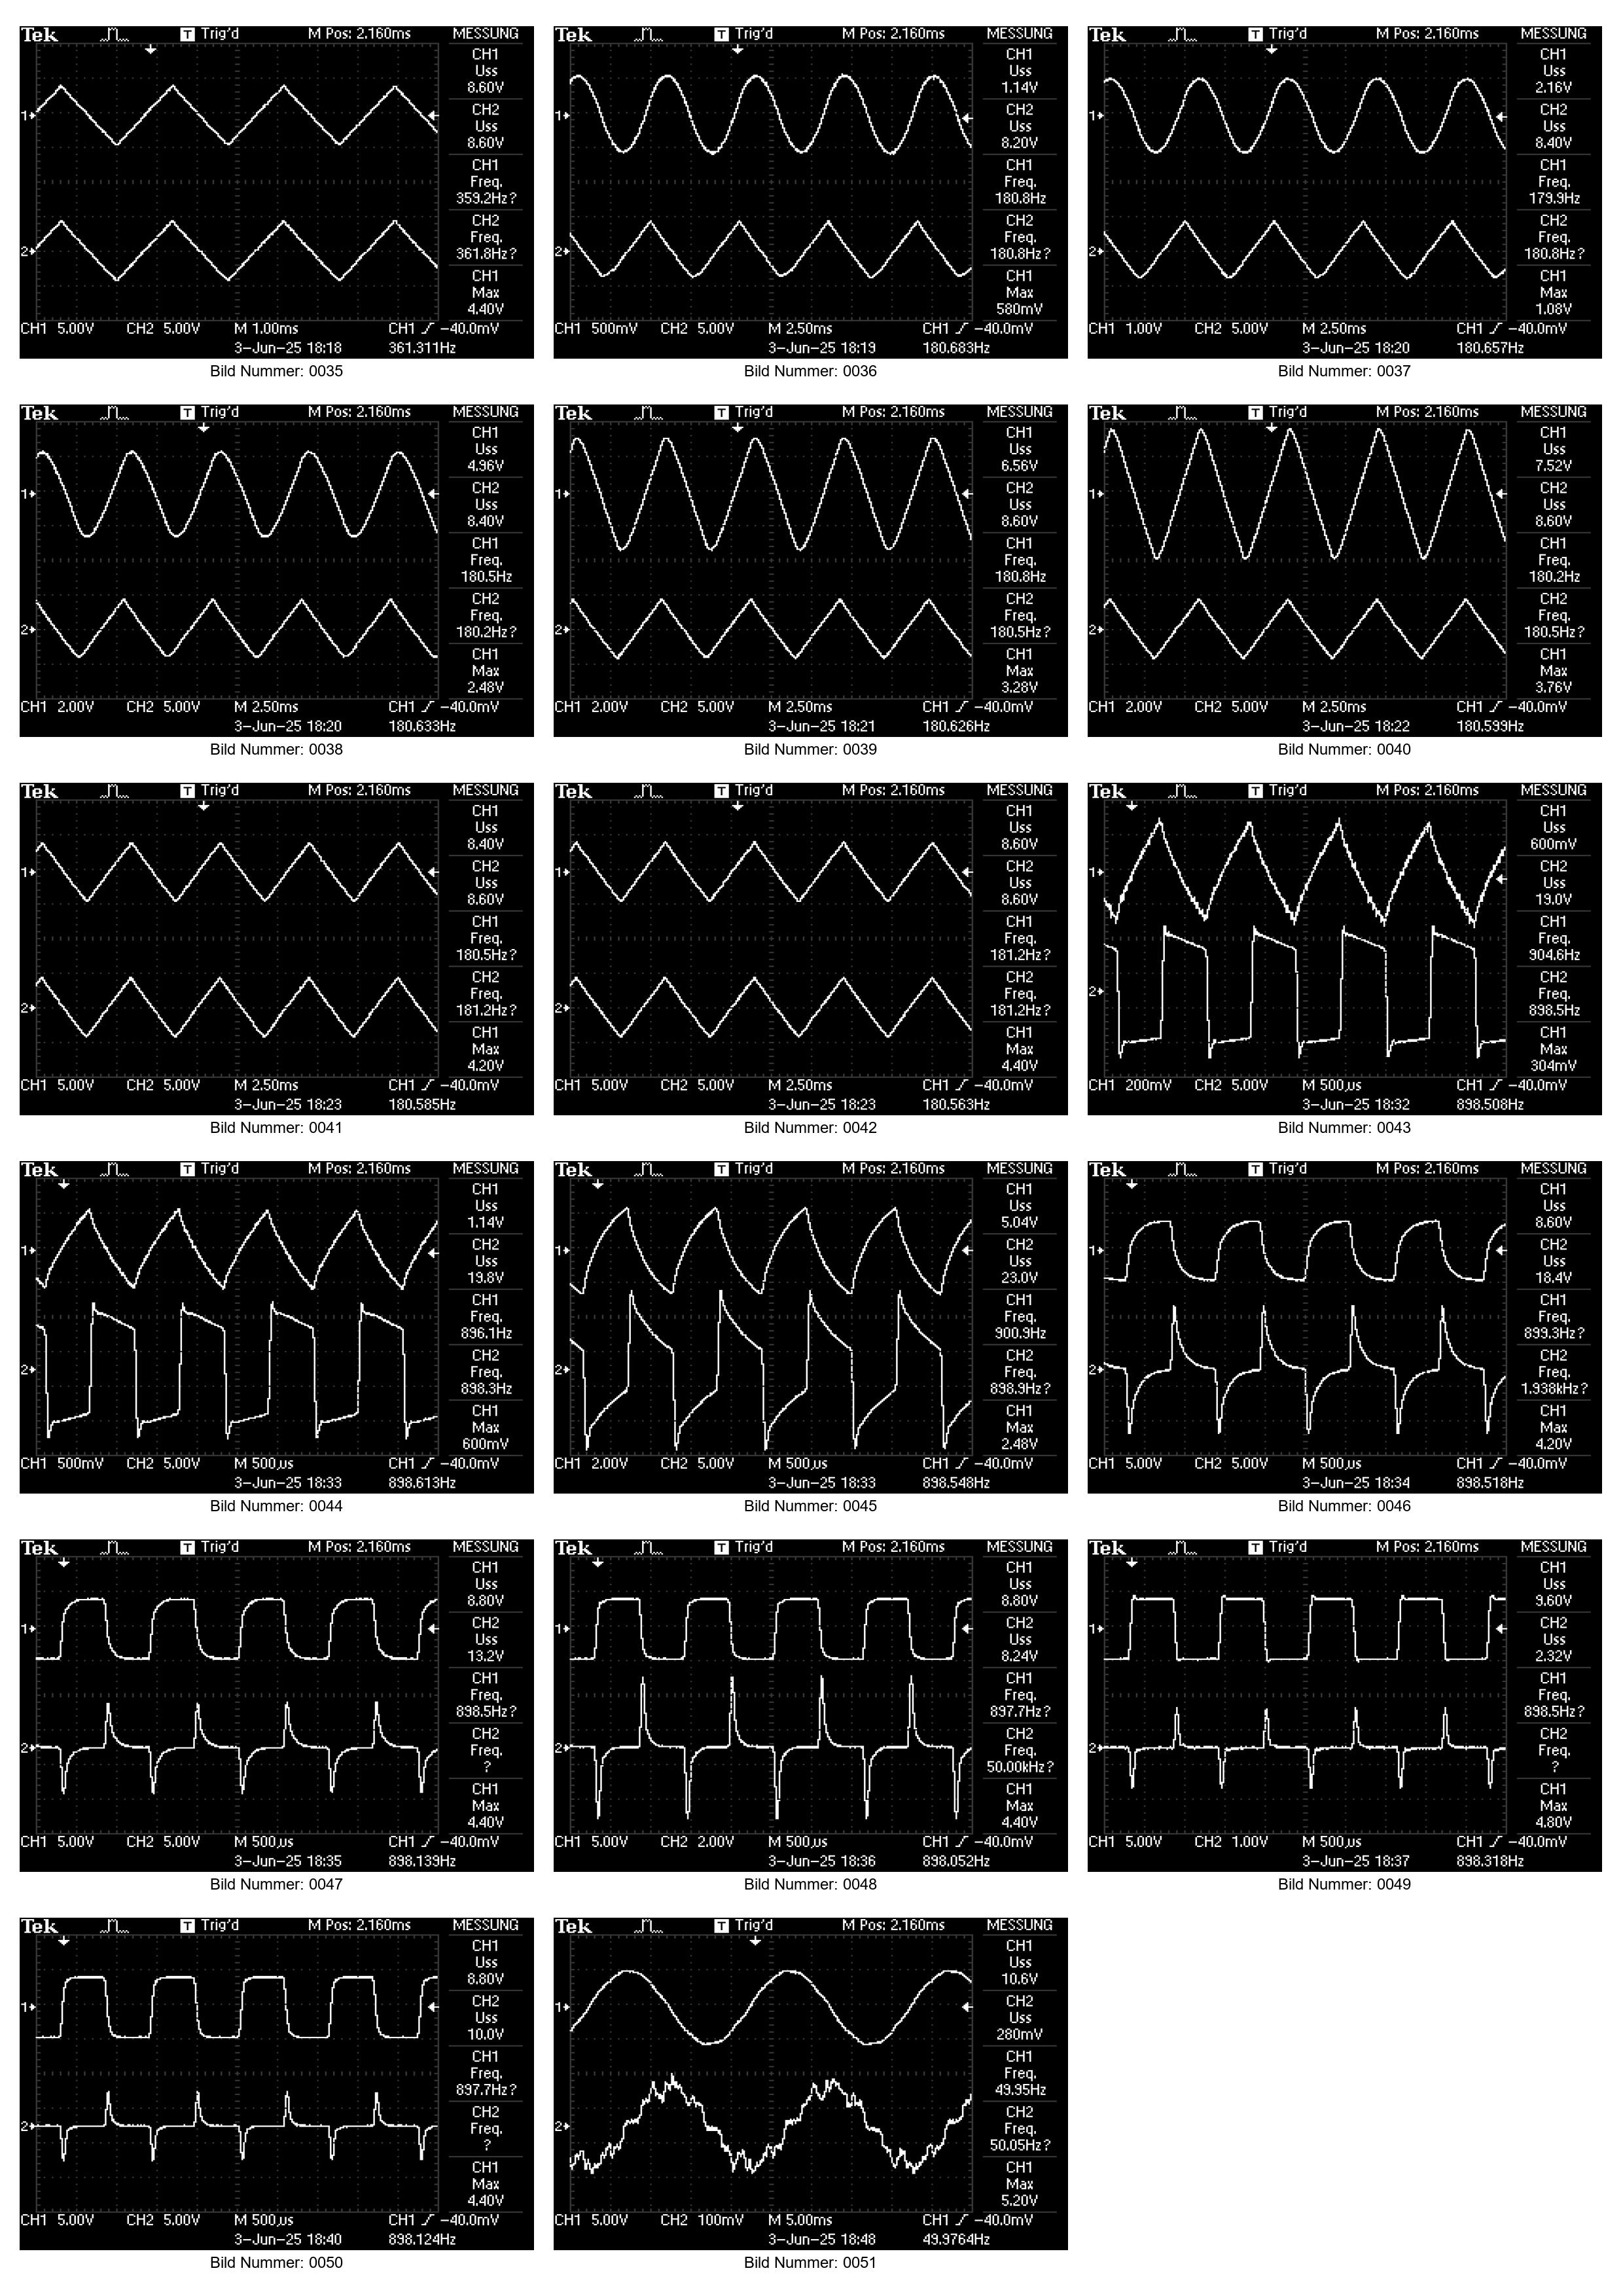 Tek T Trig'd M Pos: 2.160ms MESSUNG
CH1
Uss
8.60V
CH2
Uss
8.60V
CH1
Freq.
359.2Hz?
CH2
Freq.
361.8Hz?
CH1
Max
4.40V
1
2
CH1 5.00V CH2 5.00V M 1.00ms CH1 −40.0mV
3-Jun-25 18:18 361.311Hz
Bild Nummer: 0035
Tek T Trig'd M Pos: 2.160ms MESSUNG
CH1
Uss
1.14V
CH2
Uss
8.20V
CH1
Freq.
180.8Hz
CH2
Freq.
180.8Hz?
CH1
Max
580mV
1
2
CH1 500mV CH2 5.00V M 2.50ms CH1 −40.0mV
3-Jun-25 18:19 180.683Hz
Bild Nummer: 0036
Tek T Trig'd M Pos: 2.160ms MESSUNG
CH1
Uss
2.16V
CH2
Uss
8.40V
CH1
Freq.
179.9Hz
CH2
Freq.
180.8Hz?
CH1
Max
1.08V
1
2
CH1 1.00V CH2 5.00V M 2.50ms CH1 −40.0mV
3-Jun-25 18:20 180.657Hz
Bild Nummer: 0037
Tek T Trig'd M Pos: 2.160ms MESSUNG
CH1
Uss
4.96V
CH2
Uss
8.40V
CH1
Freq.
180.5Hz
CH2
Freq.
180.2Hz?
CH1
Max
2.48V
1
2
CH1 2.00V CH2 5.00V M 2.50ms CH1 −40.0mV
3-Jun-25 18:20 180.633Hz
Bild Nummer: 0038
Tek T Trig'd M Pos: 2.160ms MESSUNG
CH1
Uss
6.56V
CH2
Uss
8.60V
CH1
Freq.
180.8Hz
CH2
Freq.
180.5Hz?
CH1
Max
3.28V
1
2
CH1 2.00V CH2 5.00V M 2.50ms CH1 −40.0mV
3-Jun-25 18:21 180.626Hz
Bild Nummer: 0039
Tek T Trig'd M Pos: 2.160ms MESSUNG
CH1
Uss
7.52V
CH2
Uss
8.60V
CH1
Freq.
180.2Hz
CH2
Freq.
180.5Hz?
CH1
Max
3.76V
1
2
CH1 2.00V CH2 5.00V M 2.50ms CH1 −40.0mV
3-Jun-25 18:22 180.599Hz
Bild Nummer: 0040
Tek T Trig'd M Pos: 2.160ms MESSUNG
CH1
Uss
8.40V
CH2
Uss
8.60V
CH1
Freq.
180.5Hz?
CH2
Freq.
181.2Hz?
CH1
Max
4.20V
1
2
CH1 5.00V CH2 5.00V M 2.50ms CH1 −40.0mV
3-Jun-25 18:23 180.585Hz
Bild Nummer: 0041
Tek T Trig'd M Pos: 2.160ms MESSUNG
CH1
Uss
8.60V
CH2
Uss
8.60V
CH1
Freq.
181.2Hz?
CH2
Freq.
181.2Hz?
CH1
Max
4.40V
1
2
CH1 5.00V CH2 5.00V M 2.50ms CH1 −40.0mV
3-Jun-25 18:23 180.563Hz
Bild Nummer: 0042
Tek T Trig'd M Pos: 2.160ms MESSUNG
CH1
Uss
600mV
CH2
Uss
19.0V
CH1
Freq.
904.6Hz
CH2
Freq.
898.5Hz
CH1
Max
304mV
1
2
CH1 200mV CH2 5.00V M 500µs CH1 −40.0mV
3-Jun-25 18:32 898.508Hz
Bild Nummer: 0043
Tek T Trig'd M Pos: 2.160ms MESSUNG
CH1
Uss
1.14V
CH2
Uss
19.8V
CH1
Freq.
896.1Hz
CH2
Freq.
898.3Hz
CH1
Max
600mV
1
2
CH1 500mV CH2 5.00V M 500µs CH1 −40.0mV
3-Jun-25 18:33 898.613Hz
Bild Nummer: 0044
Tek T Trig'd M Pos: 2.160ms MESSUNG
CH1
Uss
5.04V
CH2
Uss
23.0V
CH1
Freq.
900.9Hz
CH2
Freq.
898.9Hz?
CH1
Max
2.48V
1
2
CH1 2.00V CH2 5.00V M 500µs CH1 −40.0mV
3-Jun-25 18:33 898.548Hz
Bild Nummer: 0045
Tek T Trig'd M Pos: 2.160ms MESSUNG
CH1
Uss
8.60V
CH2
Uss
18.4V
CH1
Freq.
899.3Hz?
CH2
Freq.
1.938kHz?
CH1
Max
4.20V
1
2
CH1 5.00V CH2 5.00V M 500µs CH1 −40.0mV
3-Jun-25 18:34 898.518Hz
Bild Nummer: 0046
Tek T Trig'd M Pos: 2.160ms MESSUNG
CH1
Uss
8.80V
CH2
Uss
13.2V
CH1
Freq.
898.5Hz?
CH2
Freq.
?
CH1
Max
4.40V
1
2
CH1 5.00V CH2 5.00V M 500µs CH1 −40.0mV
3-Jun-25 18:35 898.139Hz
Bild Nummer: 0047
Tek T Trig'd M Pos: 2.160ms MESSUNG
CH1
Uss
8.80V
CH2
Uss
8.24V
CH1
Freq.
897.7Hz?
CH2
Freq.
50.00kHz?
CH1
Max
4.40V
1
2
CH1 5.00V CH2 2.00V M 500µs CH1 −40.0mV
3-Jun-25 18:36 898.052Hz
Bild Nummer: 0048
Tek T Trig'd M Pos: 2.160ms MESSUNG
CH1
Uss
9.60V
CH2
Uss
2.32V
CH1
Freq.
898.5Hz?
CH2
Freq.
?
CH1
Max
4.80V
1
2
CH1 5.00V CH2 1.00V M 500µs CH1 −40.0mV
3-Jun-25 18:37 898.318Hz
Bild Nummer: 0049
Tek T Trig'd M Pos: 2.160ms MESSUNG
CH1
Uss
8.80V
CH2
Uss
10.0V
CH1
Freq.
897.7Hz?
CH2
Freq.
?
CH1
Max
4.40V
1
2
CH1 5.00V CH2 5.00V M 500µs CH1 −40.0mV
3-Jun-25 18:40 898.124Hz
Bild Nummer: 0050
Tek T Trig'd M Pos: 2.160ms MESSUNG
CH1
Uss
10.6V
CH2
Uss
280mV
CH1
Freq.
49.95Hz
CH2
Freq.
50.05Hz?
CH1
Max
5.20V
1
2
CH1 5.00V CH2 100mV M 5.00ms CH1 −40.0mV
3-Jun-25 18:48 49.9764Hz
Bild Nummer: 0051